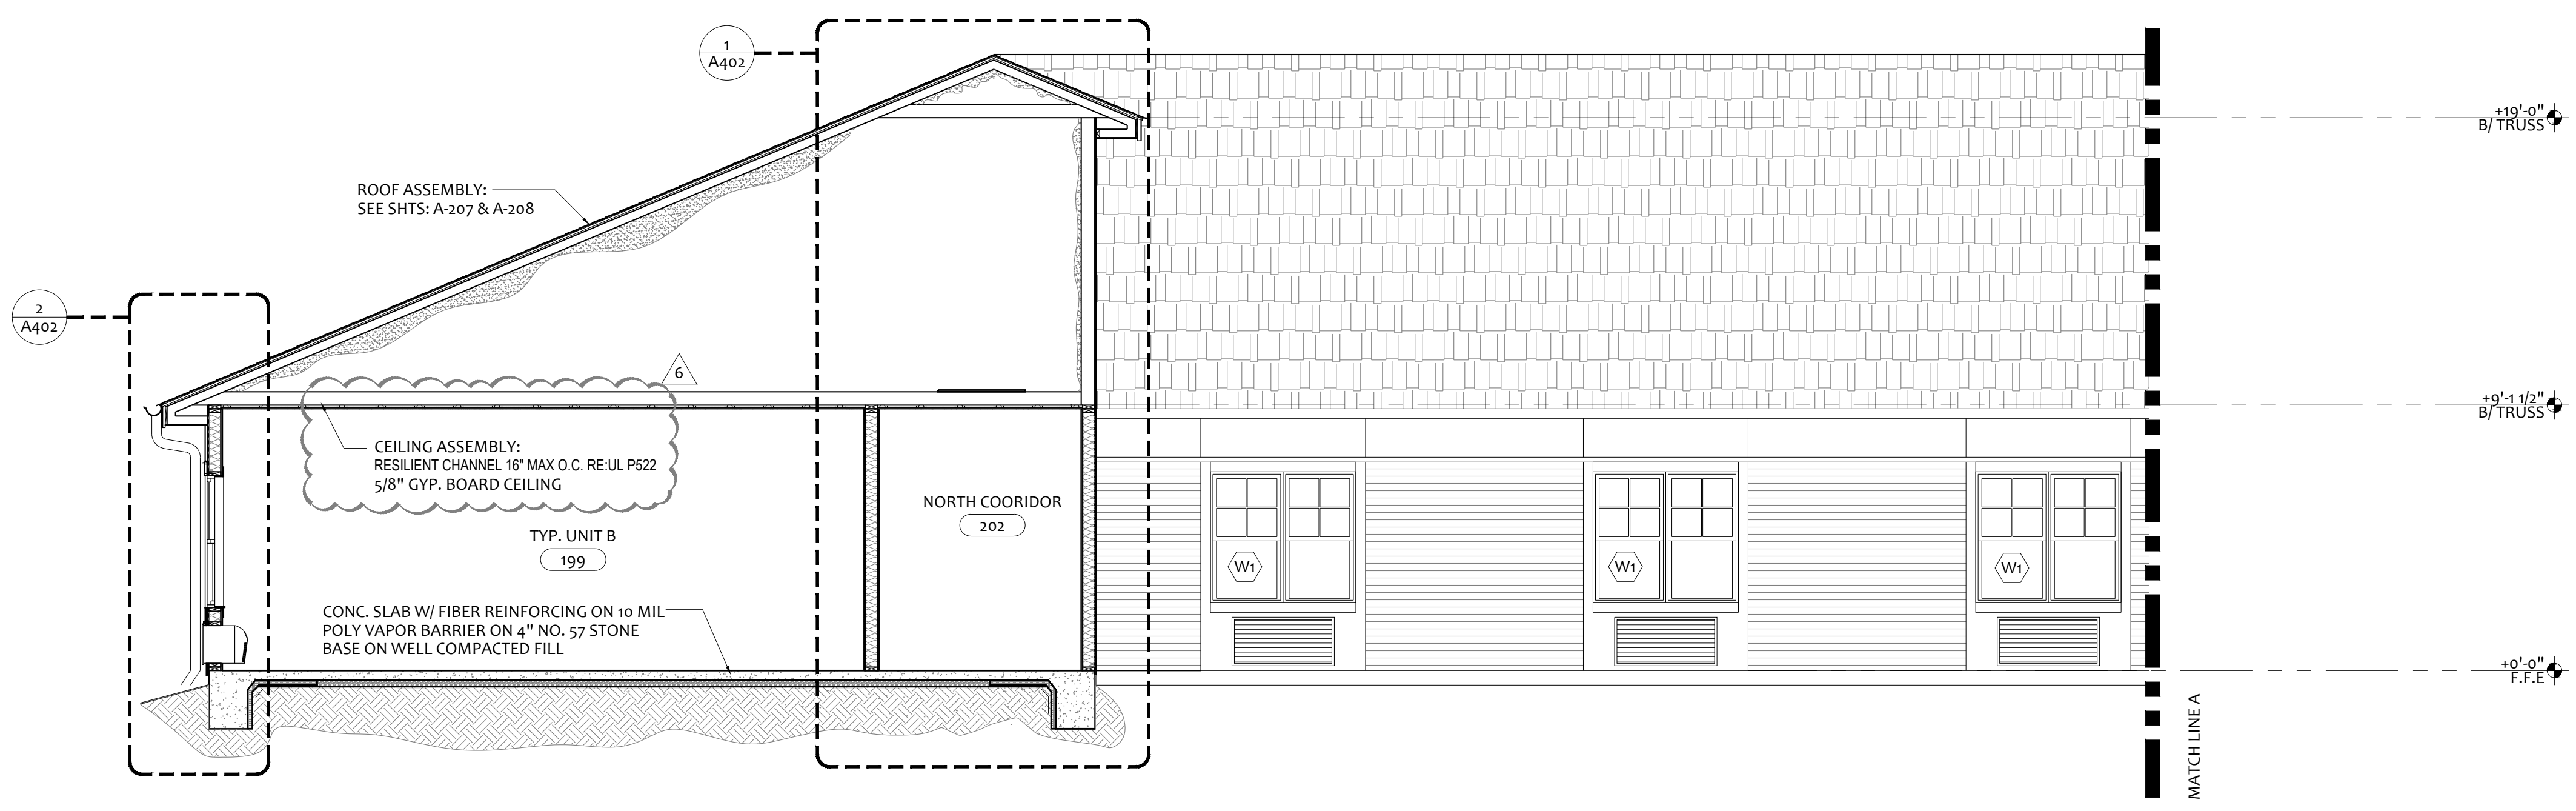 1
A402
+19'-0"
B/ TRUSS
ROOF ASSEMBLY:
SEE SHTS: A-207 & A-208
2
A402
6
+9'-1 1/2"
B/ TRUSS
CEILING ASSEMBLY:
RESILIENT CHANNEL 16" MAX O.C. RE:UL P522
5/8" GYP. BOARD CEILING
NORTH COORIDOR
202
TYP. UNIT B
199
W1
W1
W1
CONC. SLAB W/ FIBER REINFORCING ON 10 MIL
POLY VAPOR BARRIER ON 4" NO. 57 STONE
BASE ON WELL COMPACTED FILL
+0'-0"
F.F.E
MATCH LINE A